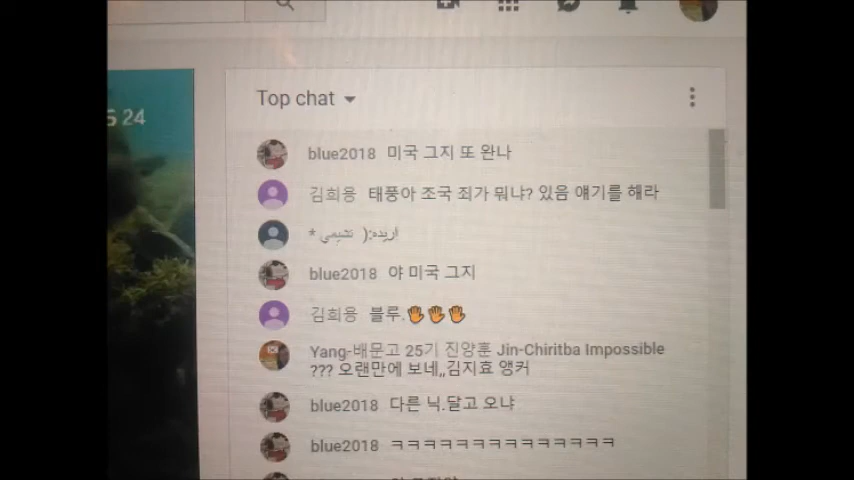 S 24
Top chat
blue2018 미국 그지 또 완나
김희용 태풍아 조국 죄가 뭐냐? 있음 얘기를 해라
blue2018 야 미국 그지
김희용 블루.🖐🖐🖐
Yang-배문고 25기 진양훈 Jin-Chiritba Impossible
??? 오랜만에 보네,,김지효 앵커
blue2018 다른 닉.달고 오냐
blue2018 ㅋㅋㅋㅋㅋㅋㅋㅋㅋㅋㅋㅋㅋㅋ